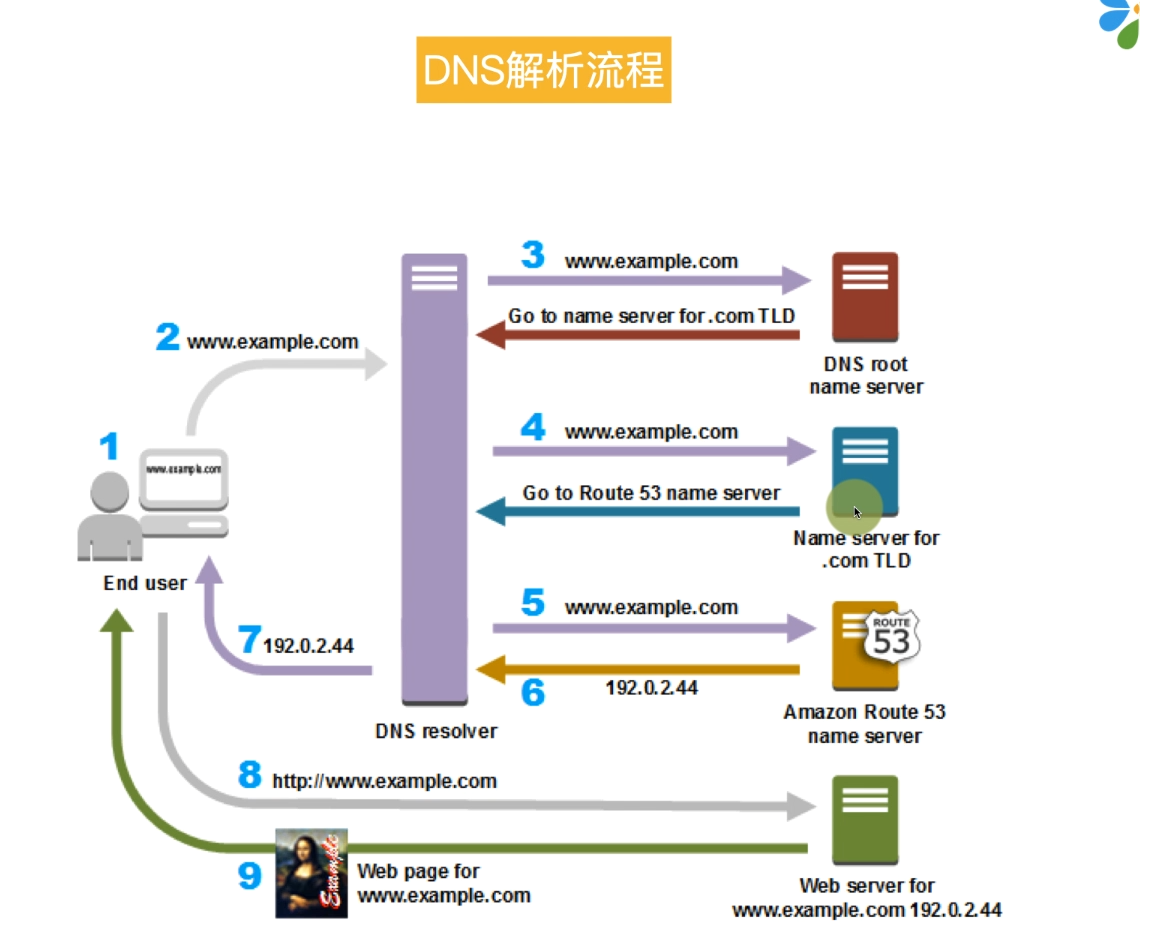 DNS解析流程
3 www.example.com
Go to name server for .com TLD
DNS root
name server
2 www.example.com
1
www.example.com
End user
4 www.example.com
Go to Route 53 name server
Name server for
.com TLD
5 www.example.com
ROUTE
53
6 192.0.2.44
Amazon Route 53
name server
7 192.0.2.44
DNS resolver
8 http://www.example.com
9
Example
Web page for
www.example.com
Web server for
www.example.com 192.0.2.44